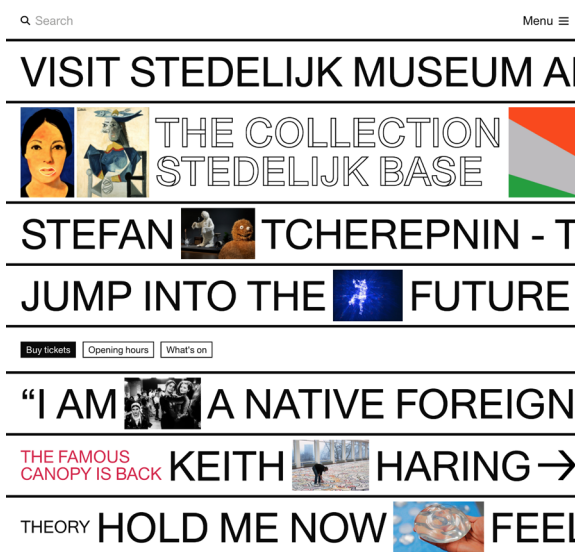 Search
Menu
VISIT STEDELIJK MUSEUM
THE COLLECTION
STEDELIJK BASE
STEFAN TCHEREPNIN - T
JUMP INTO THE FUTURE
Buy tickets Opening hours What's on
“I AM A NATIVE FOREIGN
THE FAMOUS
CANOPY IS BACK KEITH HARING →
THEORY HOLD ME NOW FEEL